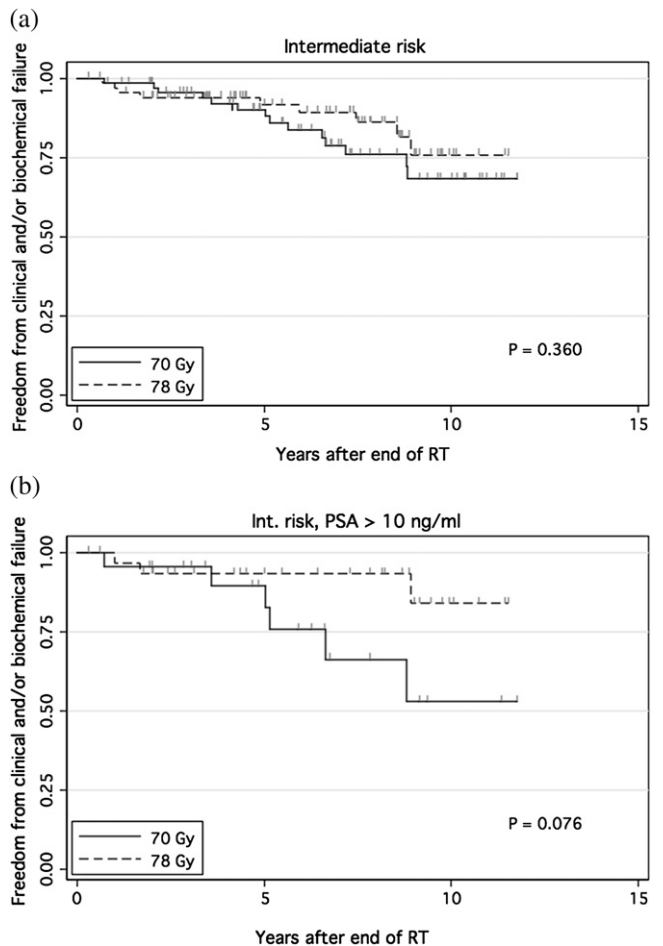 (a)
Intermediate risk
Freedom from clinical and/or biochemical failure
1.00
0.75
0.50
0.25
0.00
P = 0.360
70 Gy
78 Gy
0 5 10 15
Years after end of RT
(b)
Int. risk, PSA > 10 ng/ml
Freedom from clinical and/or biochemical failure
1.00
0.75
0.50
0.25
0.00
P = 0.076
70 Gy
78 Gy
0 5 10 15
Years after end of RT